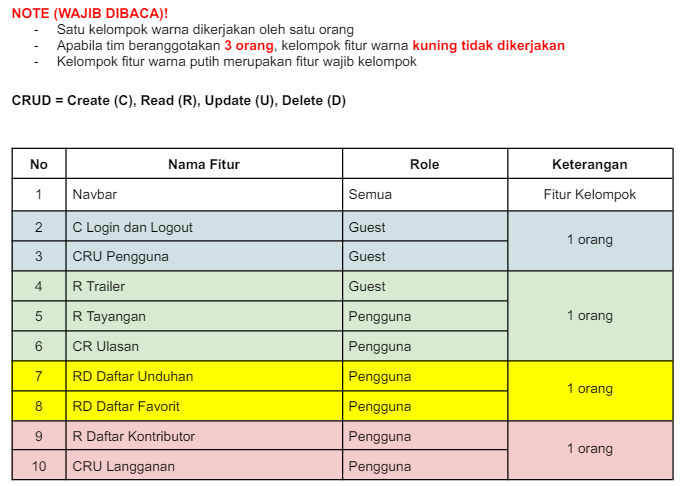 NOTE (WAJIB DIBACA)!
- Satu kelompok warna dikerjakan oleh satu orang
- Apabila tim beranggotakan 3 orang, kelompok fitur warna kuning tidak dikerjakan
- Kelompok fitur warna putih merupakan fitur wajib kelompok
CRUD = Create (C), Read (R), Update (U), Delete (D)
No Nama Fitur Role Keterangan
1 Navbar Semua Fitur Kelompok
2 C Login dan Logout Guest 1 orang
3 CRU Pengguna Guest
4 R Trailer Guest 1 orang
5 R Tayangan Pengguna
6 CR Ulasan Pengguna
7 RD Daftar Unduhan Pengguna 1 orang
8 RD Daftar Favorit Pengguna
9 R Daftar Kontributor Pengguna 1 orang
10 CRU Langganan Pengguna